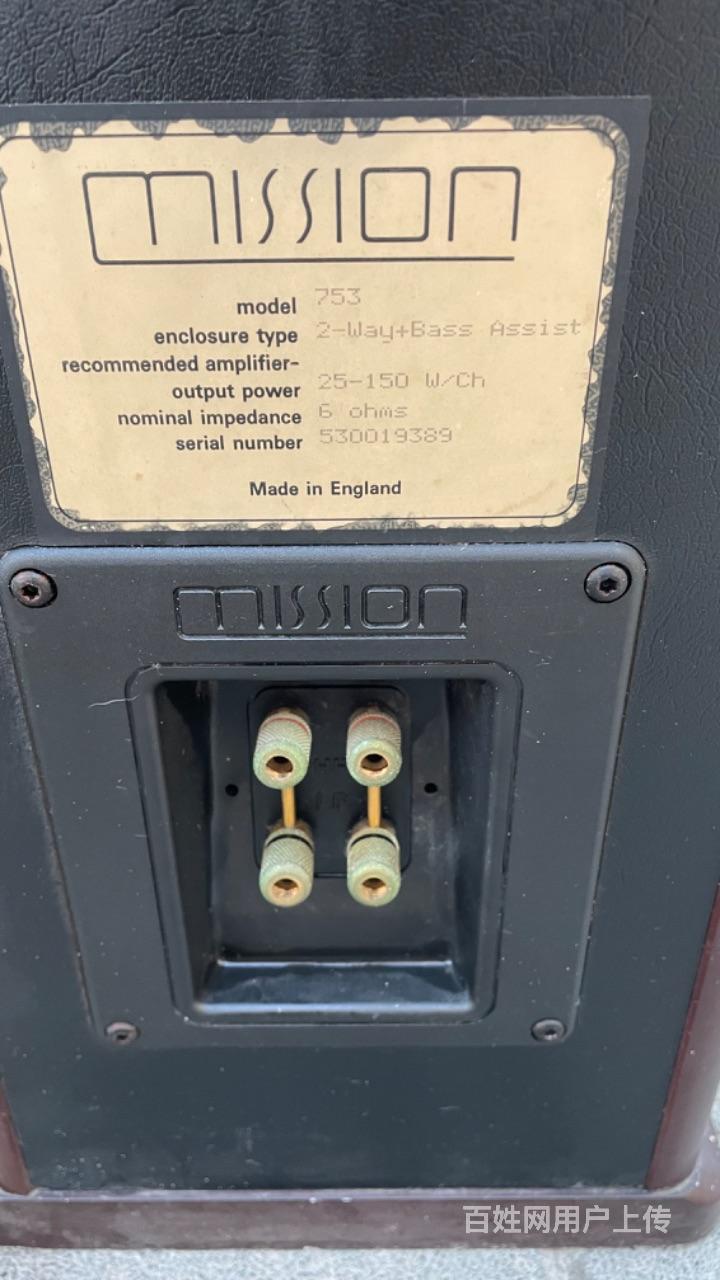 mission
model 753
enclosure type 2-Way+Bass Assist
recommended amplifier-
output power 25-150 W/Ch
nominal impedance 6 ohms
serial number 530019389
Made in England
mission
LF
百姓网用户上传